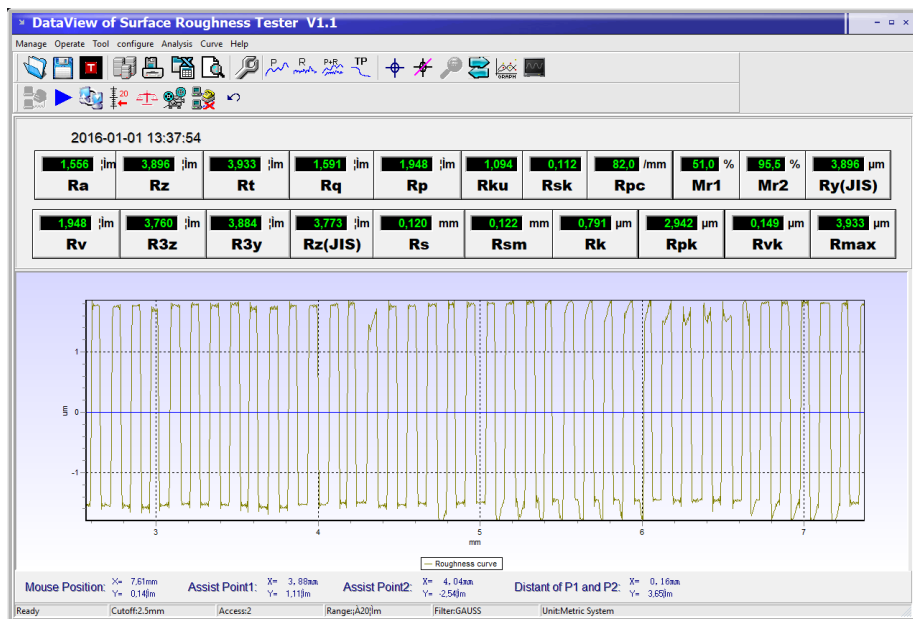 DataView of Surface Roughness Tester V1.1
Manage Operate Tool configure Analysis Curve Help
P R P+R TP GRAPH
20
2016-01-01 13:37:54
1,556 ¦Ìm 3,896 ¦Ìm 3,933 ¦Ìm 1,591 ¦Ìm 1,948 ¦Ìm 1,094 0,112 82,0 /mm 51,0 % 95,5 % 3,896 µm
Ra Rz Rt Rq Rp Rku Rsk Rpc Mr1 Mr2 Ry(JIS)
1,948 ¦Ìm 3,760 ¦Ìm 3,884 ¦Ìm 3,773 ¦Ìm 0,120 mm 0,122 mm 0,791 µm 2,942 µm 0,149 µm 3,933 µm
Rv R3z R3y Rz(JIS) Rs Rsm Rk Rpk Rvk Rmax
1
um 0
-1
3 4 5 6 7
mm
Roughness curve
Mouse Position: X= 7,61mm Assist Point1: X= 3,88mm Assist Point2: X= 4,04mm Distant of P1 and P2: X= 0,16mm
Y= 0,14¦Ìm Y= 1,11¦Ìm Y= -2,54¦Ìm Y= 3,65¦Ìm
Ready Cutoff:2.5mm Access:2 Range:¡À20¦Ìm Filter:GAUSS Unit:Metric System